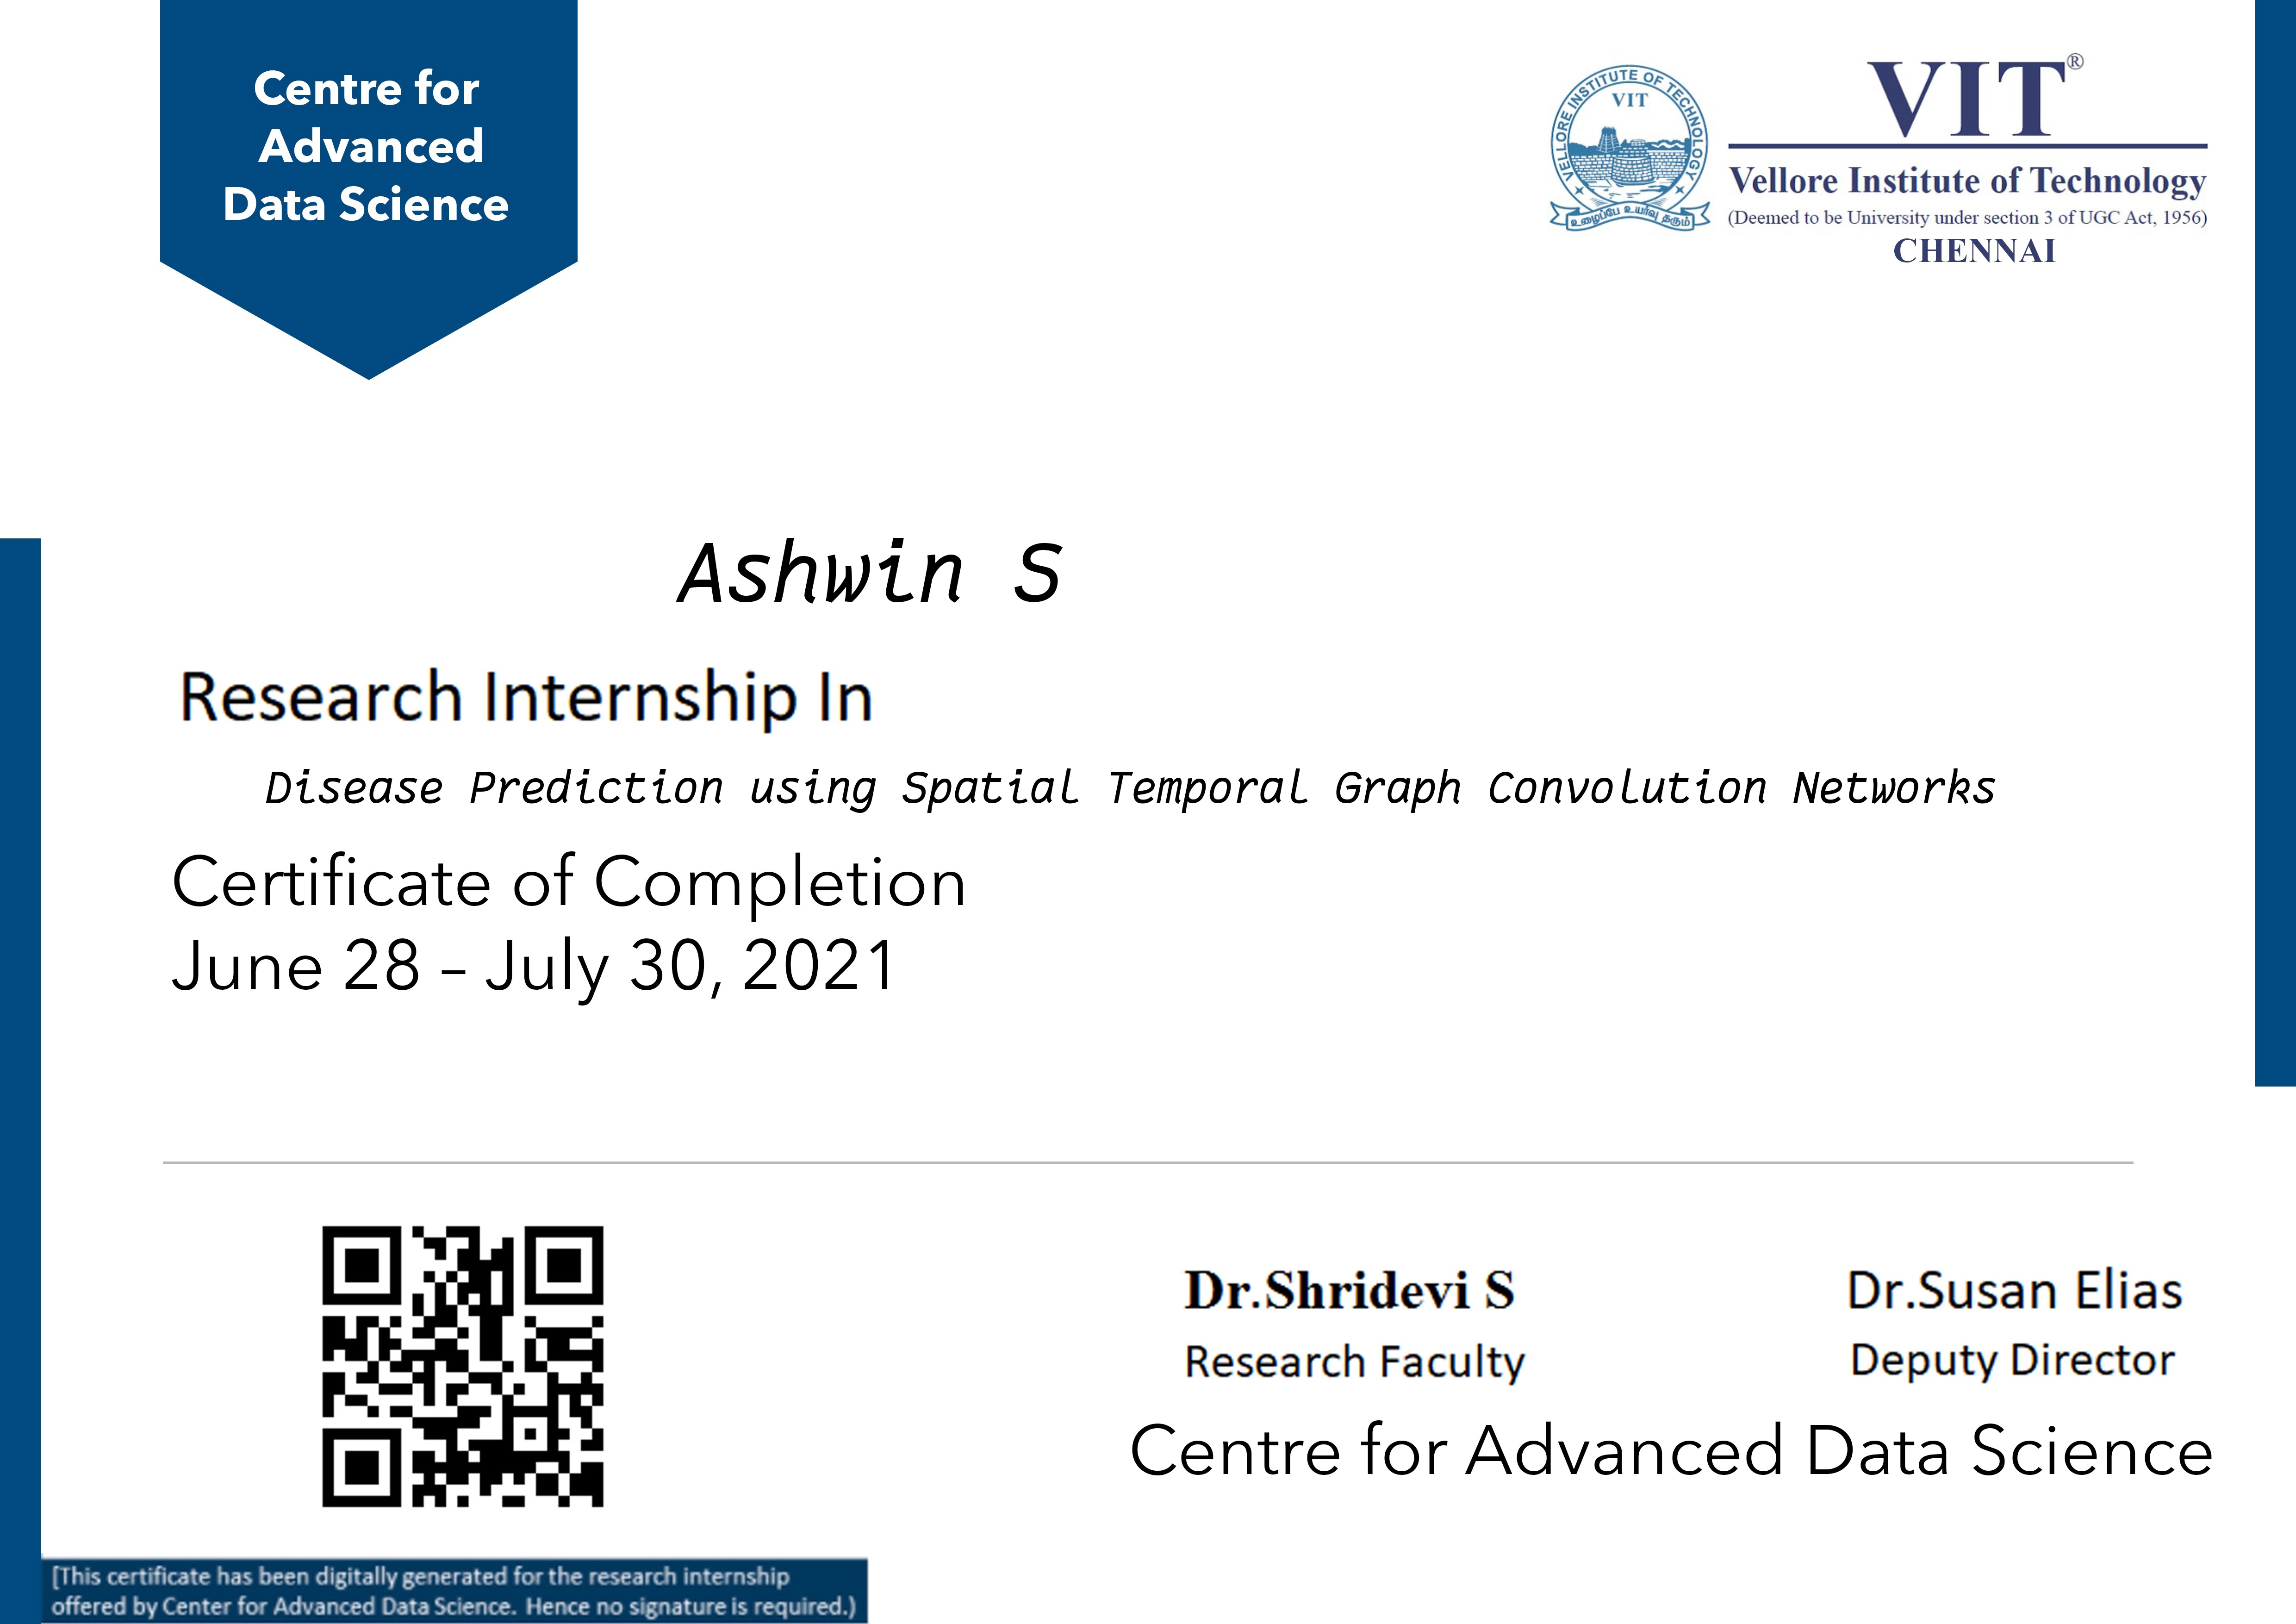 Centre for
Advanced
Data Science
VELLORE INSTITUTE OF TECHNOLOGY
VIT
உழைப்பே உயர்வு தரும்
VIT®
Vellore Institute of Technology
(Deemed to be University under section 3 of UGC Act, 1956)
CHENNAI
Ashwin S
Research Internship In
Disease Prediction using Spatial Temporal Graph Convolution Networks
Certificate of Completion
June 28 – July 30, 2021
Dr.Shridevi S
Research Faculty
Dr.Susan Elias
Deputy Director
Centre for Advanced Data Science
[This certificate has been digitally generated for the research internship
offered by Center for Advanced Data Science. Hence no signature is required.)